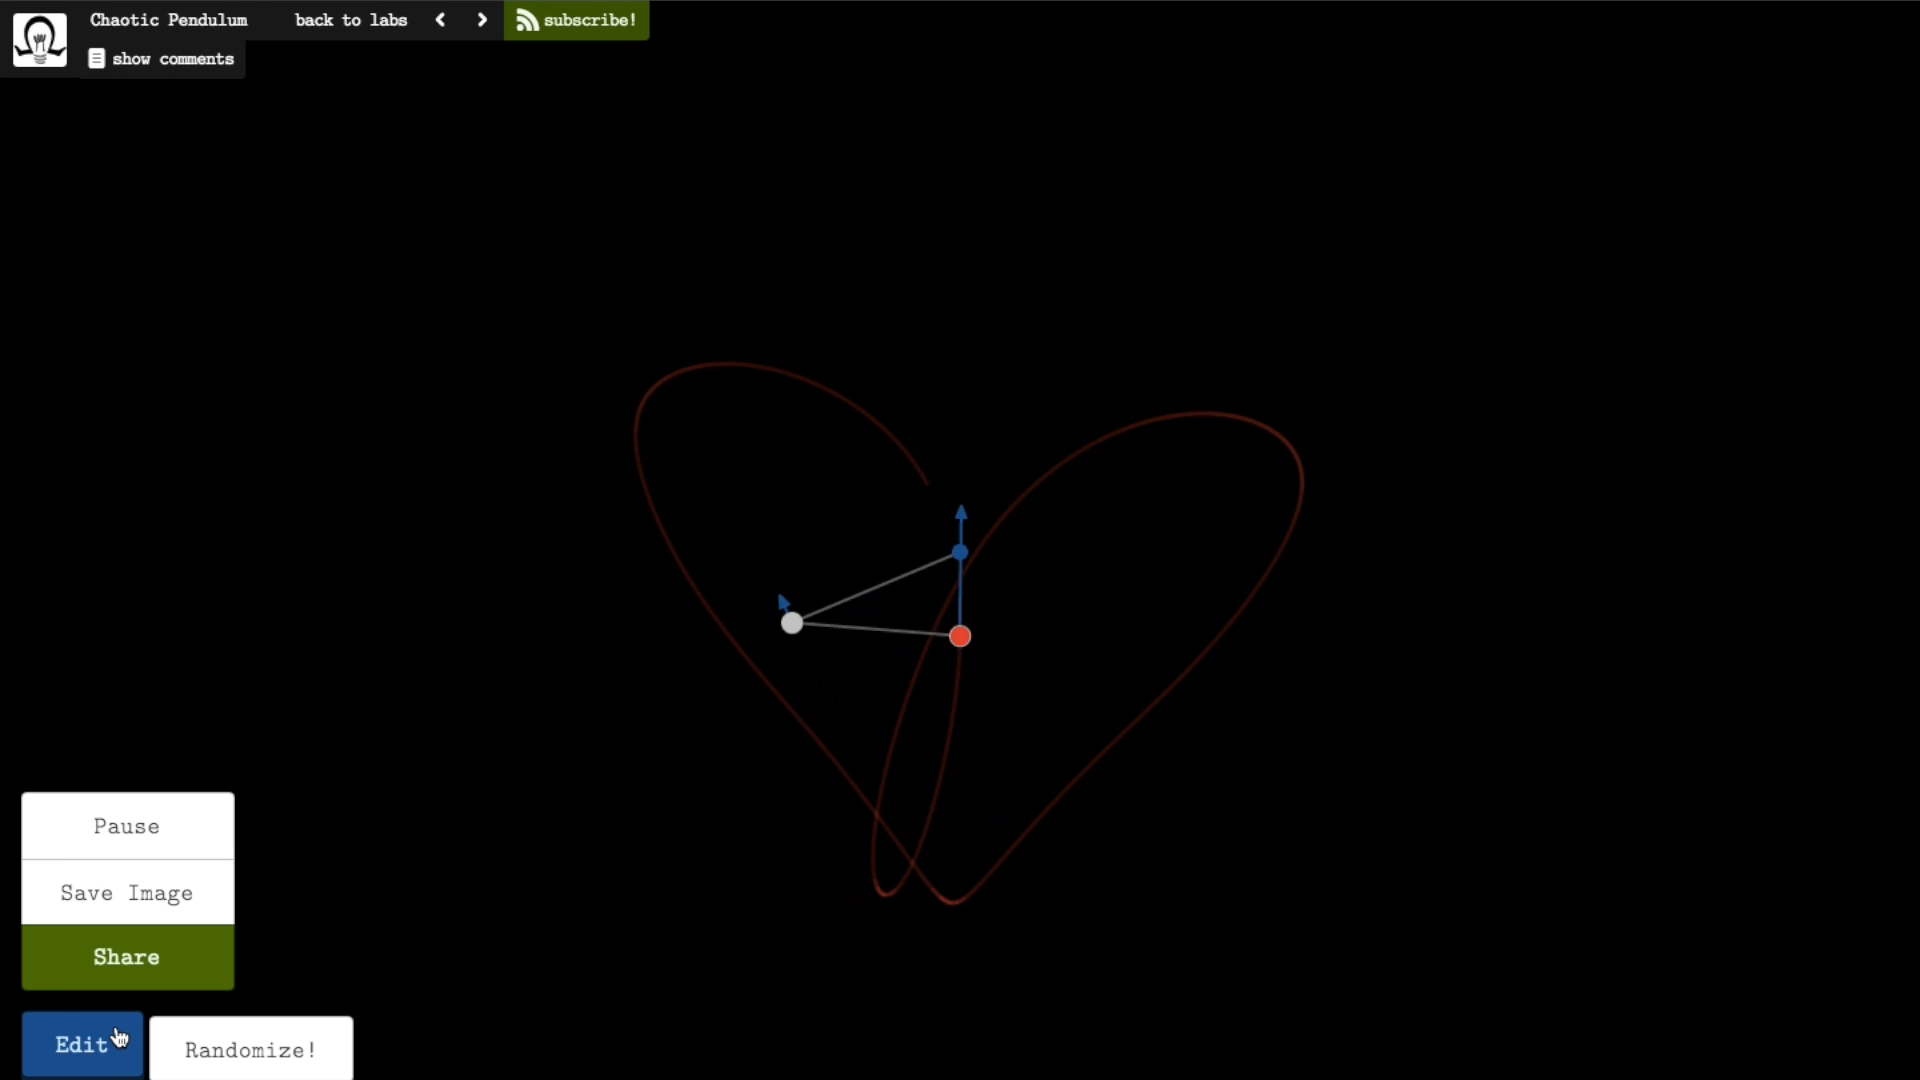 Chaotic Pendulum
back to labs
subscribe!
show comments
Pause
Save Image
Share
Edit
Randomize!